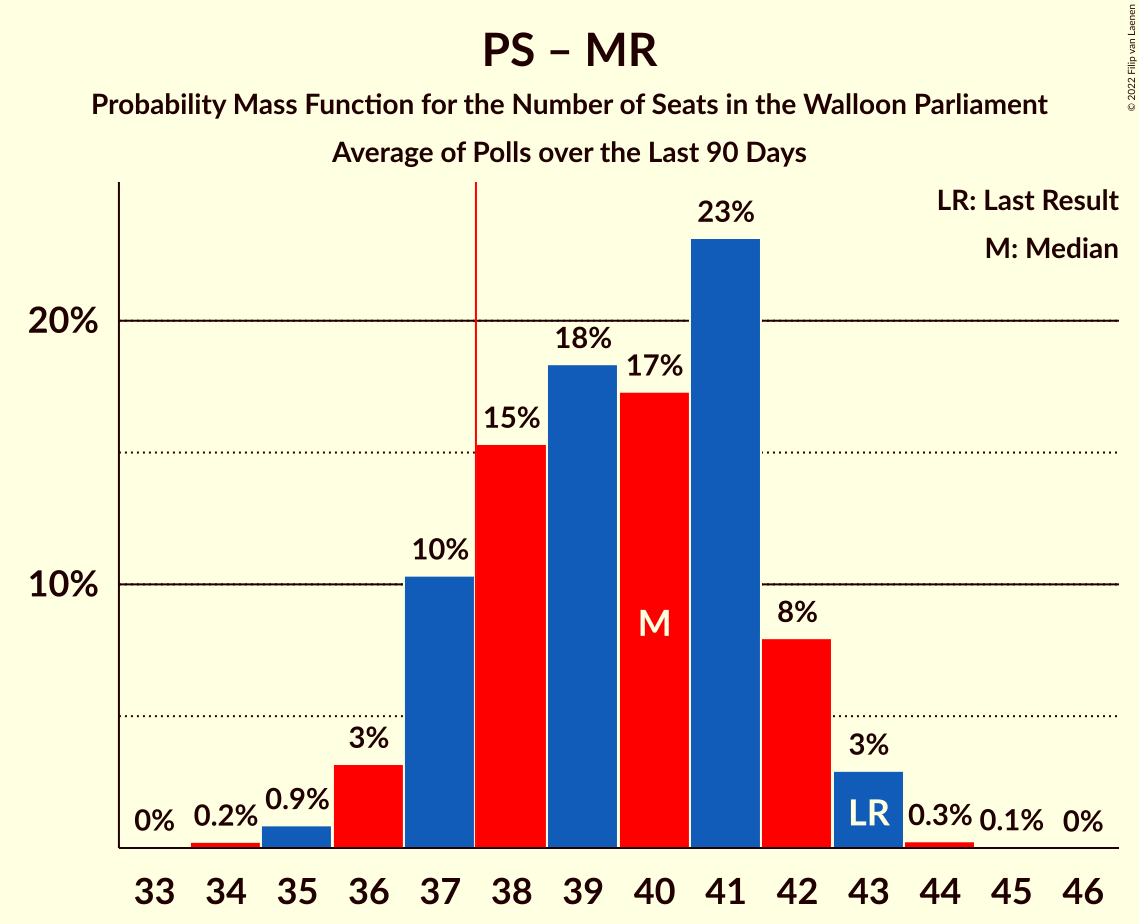 PS – MR
Probability Mass Function for the Number of Seats in the Walloon Parliament
Average of Polls over the Last 90 Days
© 2022 Filip van Laenen
LR: Last Result
M: Median
20%
10%
0%
0.2%
0.9%
3%
10%
15%
18%
17%
23%
8%
3%
0.3%
0.1%
0%
M
LR
33 34 35 36 37 38 39 40 41 42 43 44 45 46